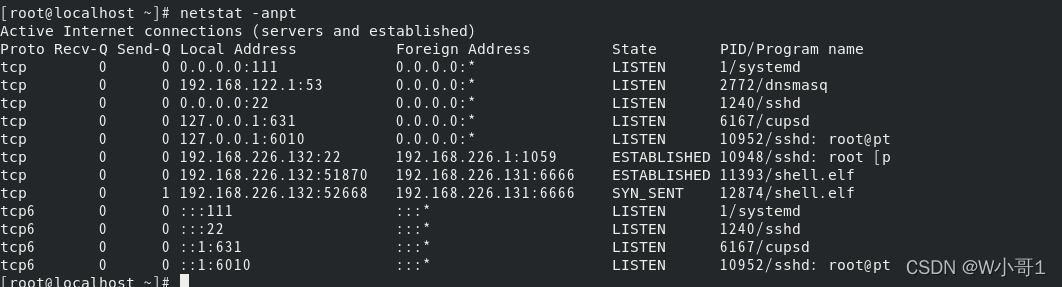 [root@localhost ~]# netstat -anpt
Active Internet connections (servers and established)
Proto Recv-Q Send-Q Local Address           Foreign Address         State       PID/Program name
tcp        0      0 0.0.0.0:111             0.0.0.0:*               LISTEN      1/systemd
tcp        0      0 192.168.122.1:53        0.0.0.0:*               LISTEN      2772/dnsmasq
tcp        0      0 0.0.0.0:22              0.0.0.0:*               LISTEN      1240/sshd
tcp        0      0 127.0.0.1:631           0.0.0.0:*               LISTEN      6167/cupsd
tcp        0      0 127.0.0.1:6010          0.0.0.0:*               LISTEN      10952/sshd: root@pt
tcp        0      0 192.168.226.132:22      192.168.226.1:1059      ESTABLISHED 10948/sshd: root [p
tcp        0      0 192.168.226.132:51870   192.168.226.131:6666    ESTABLISHED 11393/shell.elf
tcp        0      1 192.168.226.132:52668   192.168.226.131:6666    SYN_SENT    12874/shell.elf
tcp6       0      0 :::111                  :::*                    LISTEN      1/systemd
tcp6       0      0 :::22                   :::*                    LISTEN      1240/sshd
tcp6       0      0 ::1:631                 :::*                    LISTEN      6167/cupsd
tcp6       0      0 ::1:6010                :::*                    LISTEN      10952/sshd: root@pt
[root@localhost ~]#
CSDN @W小哥1